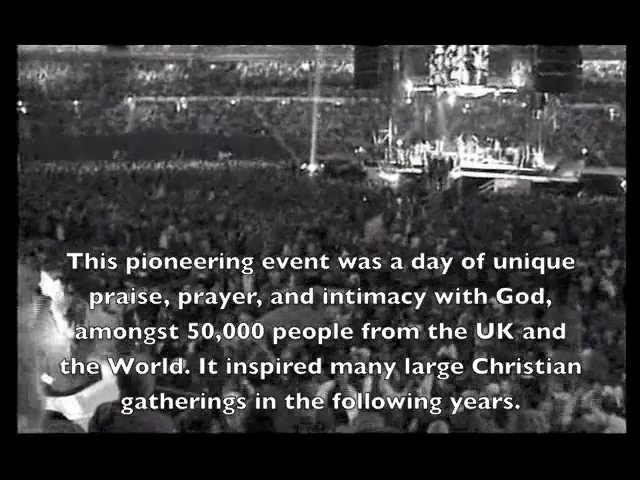 This pioneering event was a day of unique
praise, prayer, and intimacy with God,
amongst 50,000 people from the UK and
the World. It inspired many large Christian
gatherings in the following years.